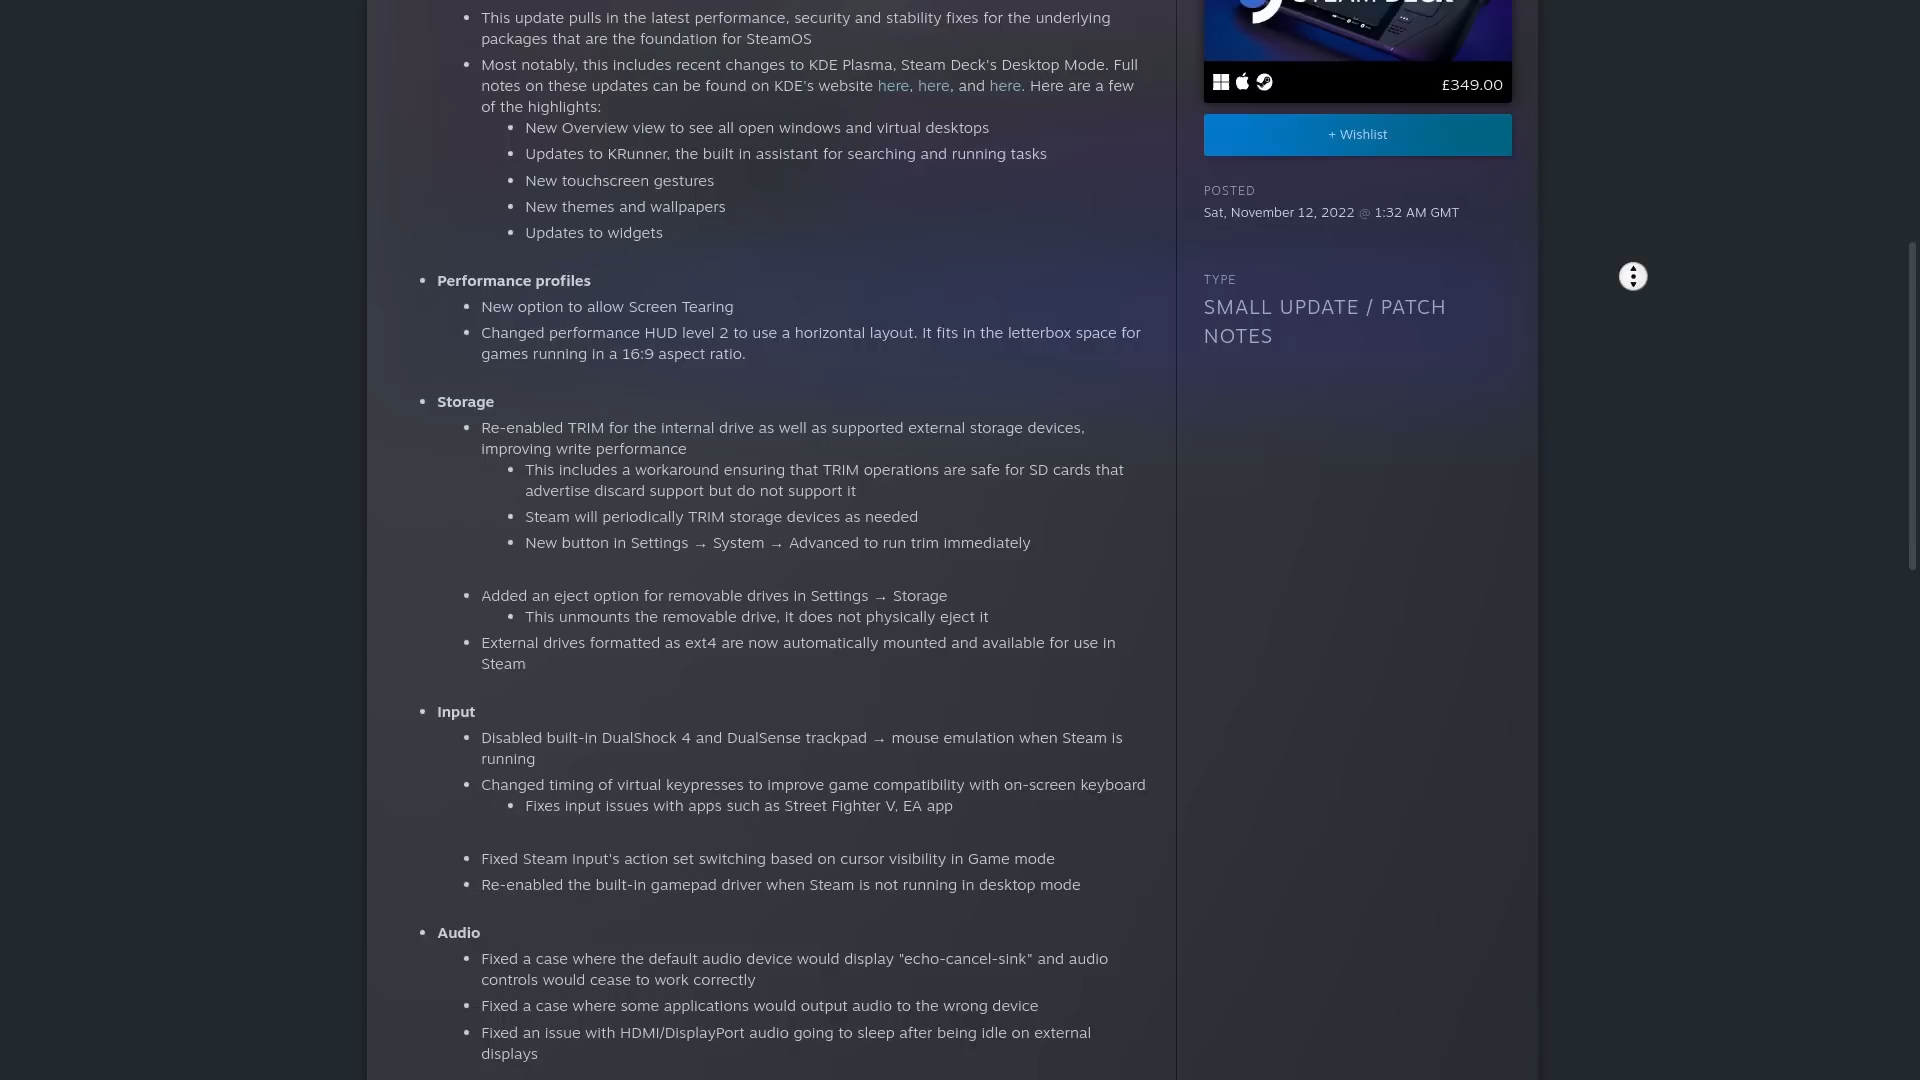 This update pulls in the latest performance, security and stability fixes for the underlying
packages that are the foundation for SteamOS
Most notably, this includes recent changes to KDE Plasma, Steam Deck's Desktop Mode. Full
notes on these updates can be found on KDE's website here, here, and here. Here are a few
of the highlights:
New Overview view to see all open windows and virtual desktops
Updates to KRunner, the built in assistant for searching and running tasks
New touchscreen gestures
New themes and wallpapers
Updates to widgets
Performance profiles
New option to allow Screen Tearing
Changed performance HUD level 2 to use a horizontal layout. It fits in the letterbox space for
games running in a 16:9 aspect ratio.
Storage
Re-enabled TRIM for the internal drive as well as supported external storage devices,
improving write performance
This includes a workaround ensuring that TRIM operations are safe for SD cards that
advertise discard support but do not support it
Steam will periodically TRIM storage devices as needed
New button in Settings → System → Advanced to run trim immediately
Added an eject option for removable drives in Settings → Storage
This unmounts the removable drive, it does not physically eject it
External drives formatted as ext4 are now automatically mounted and available for use in
Steam
Input
Disabled built-in DualShock 4 and DualSense trackpad → mouse emulation when Steam is
running
Changed timing of virtual keypresses to improve game compatibility with on-screen keyboard
Fixes input issues with apps such as Street Fighter V, EA app
Fixed Steam Input's action set switching based on cursor visibility in Game mode
Re-enabled the built-in gamepad driver when Steam is not running in desktop mode
Audio
Fixed a case where the default audio device would display "echo-cancel-sink" and audio
controls would cease to work correctly
Fixed a case where some applications would output audio to the wrong device
Fixed an issue with HDMI/DisplayPort audio going to sleep after being idle on external
displays
STEAM DECK
£349.00
+ Wishlist
POSTED
Sat, November 12, 2022 @ 1:32 AM GMT
TYPE
SMALL UPDATE / PATCH
NOTES